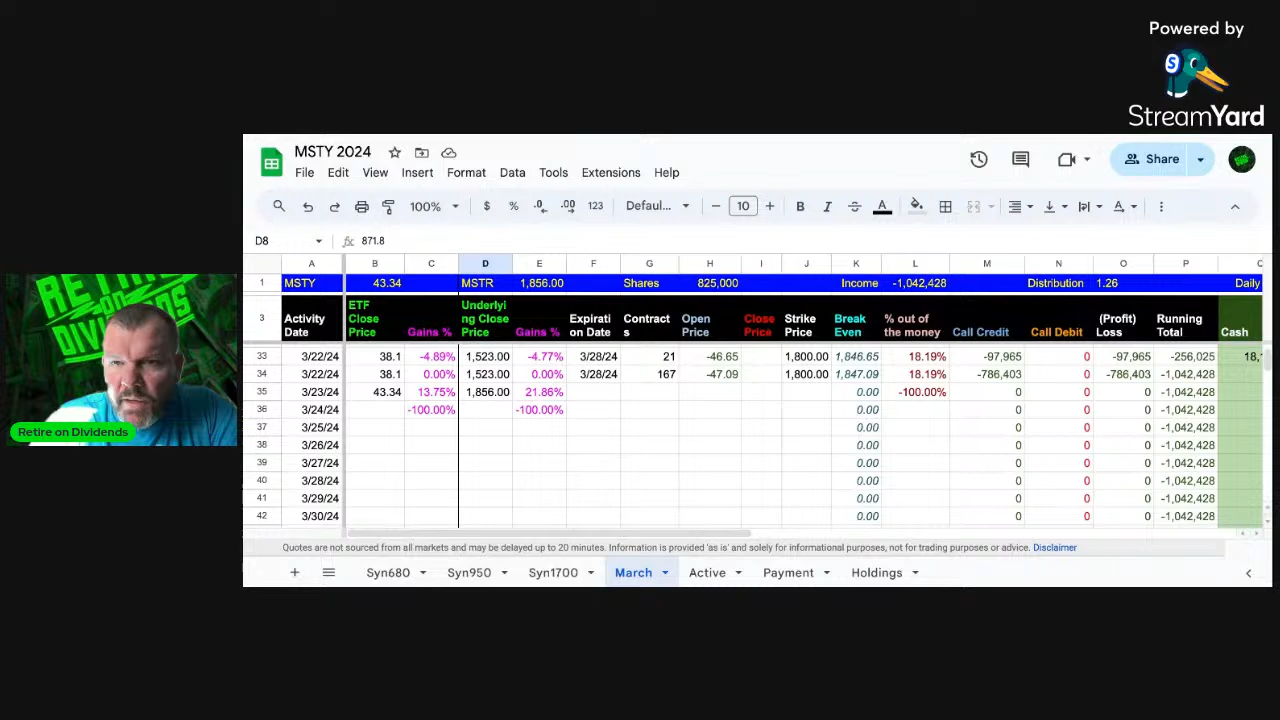 Powered by
StreamYard
MSTY 2024
File Edit View Insert Format Data Tools Extensions Help
Share
100% $ % .0 .00 123 Defaul... − 10 + B I A
D8 fx 871.8
A B C D E F G H I J K L M N O P
1 MSTY 43.34 MSTR 1,856.00 Shares 825,000 Income -1,042,428 Distribution 1.26 Daily
3 Activity Date ETF Close Price Gains % Underlyi ng Close Price Gains % Expirati on Date Contract s Open Price Close Price Strike Price Break Even % out of the money Call Credit Call Debit (Profit) Loss Running Total Cash
33 3/22/24 38.1 -4.89% 1,523.00 -4.77% 3/28/24 21 -46.65 1,800.00 1,846.65 18.19% -97,965 0 -97,965 -256,025 18,
34 3/22/24 38.1 0.00% 1,523.00 0.00% 3/28/24 167 -47.09 1,800.00 1,847.09 18.19% -786,403 0 -786,403 -1,042,428
35 3/23/24 43.34 13.75% 1,856.00 21.86% 0.00 -100.00% 0 0 0 -1,042,428
36 3/24/24 -100.00% -100.00% 0.00 0 0 0 -1,042,428
37 3/25/24 0.00 0 0 0 -1,042,428
38 3/26/24 0.00 0 0 0 -1,042,428
39 3/27/24 0.00 0 0 0 -1,042,428
40 3/28/24 0.00 0 0 0 -1,042,428
41 3/29/24 0.00 0 0 0 -1,042,428
42 3/30/24 0.00 0 0 0 -1,042,428
Quotes are not sourced from all markets and may be delayed up to 20 minutes. Information is provided 'as is' and solely for informational purposes, not for trading purposes or advice. Disclaimer
+ Syn680 Syn950 Syn1700 March Active Payment Holdings
RETIRE
ON
DIVIDENDS
Retire on Dividends